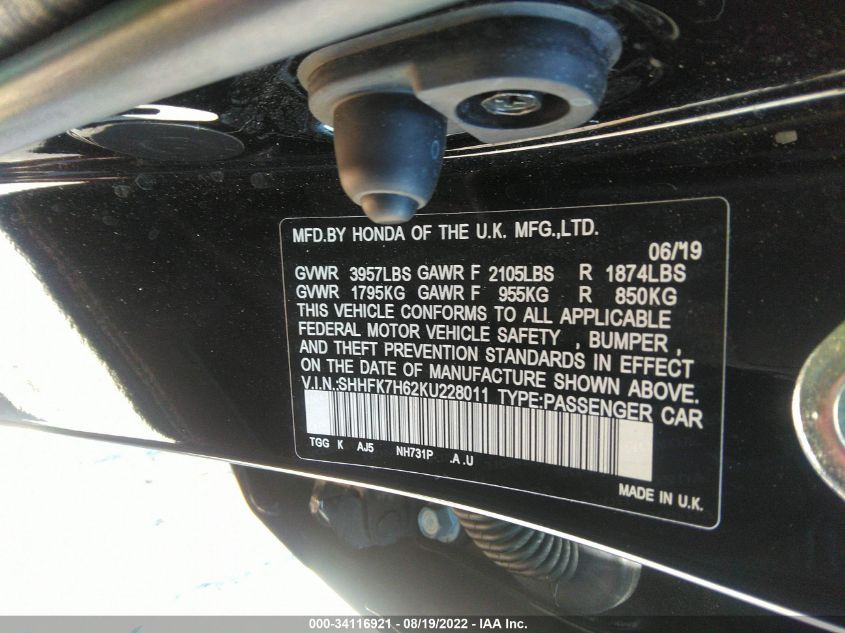 MFD.BY HONDA OF THE U.K. MFG.,LTD.
06/'19
GVWR 3957LBS GAWR F 2105LBS R 1874LBS
GVWR 1795KG GAWR F 955KG R 850KG
THIS VEHICLE CONFORMS TO ALL APPLICABLE
FEDERAL MOTOR VEHICLE SAFETY , BUMPER ,
AND THEFT PREVENTION STANDARDS IN EFFECT
ON THE DATE OF MANUFACTURE SHOWN ABOVE.
V.I.N.:SHHFK7H62KU228011 TYPE:PASSENGER CAR
TGG K AJ5 NH731P .A .U
MADE IN U.K.
000-34116921 - 08/19/2022 - IAA Inc.